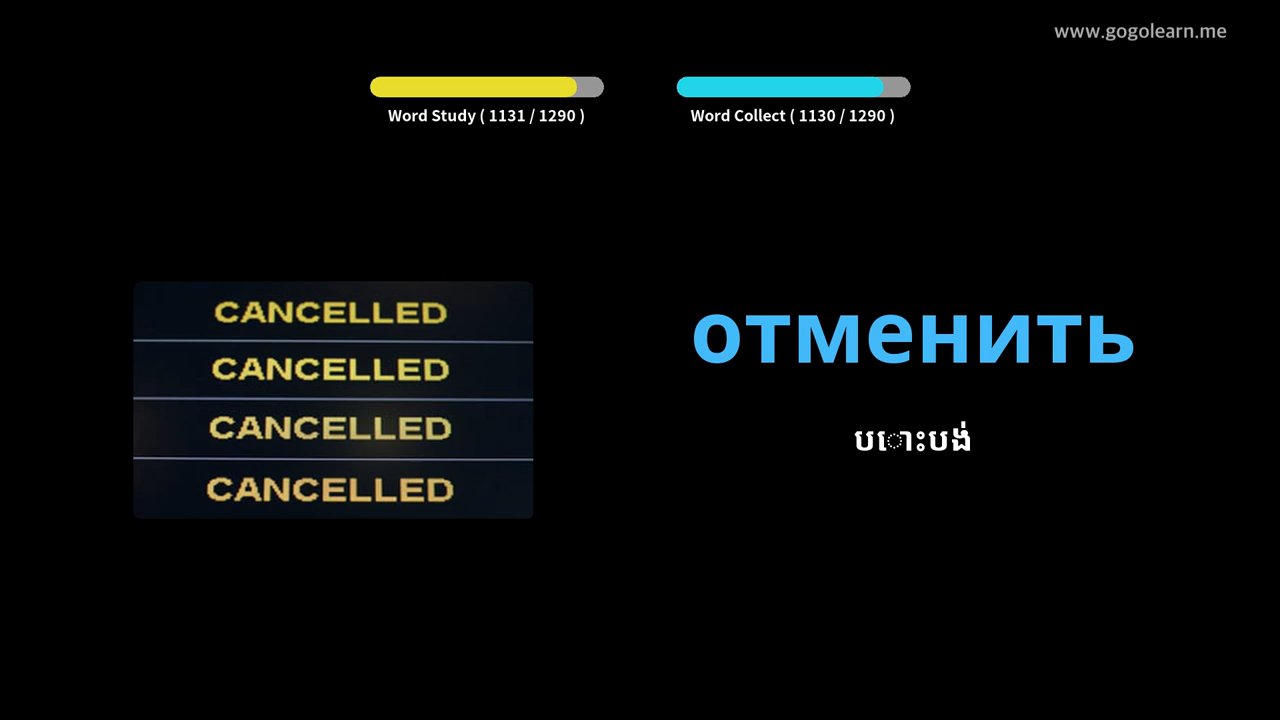 www.gogolearn.me
Word Study ( 1131 / 1290 )
Word Collect ( 1130 / 1290 )
CANCELLED
CANCELLED
CANCELLED
CANCELLED
отменить
បោះបង់